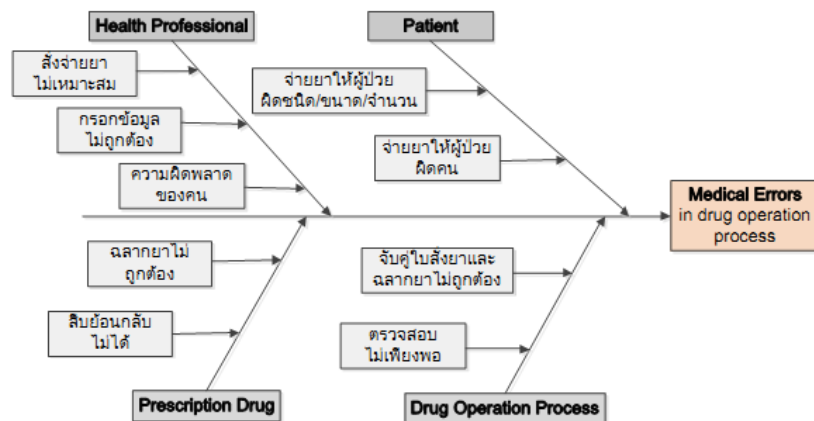 Health Professional
Patient
สั่งจ่ายยา
ไม่เหมาะสม
จ่ายยาให้ผู้ป่วย
ผิดชนิด/ขนาด/จำนวน
กรอกข้อมูล
ไม่ถูกต้อง
จ่ายยาให้ผู้ป่วย
ผิดคน
ความผิดพลาด
ของคน
Medical Errors
in drug operation
process
ฉลากยาไม่
ถูกต้อง
จับคู่ใบสั่งยาและ
ฉลากยาไม่ถูกต้อง
สืบย้อนกลับ
ไม่ได้
ตรวจสอบ
ไม่เพียงพอ
Prescription Drug
Drug Operation Process